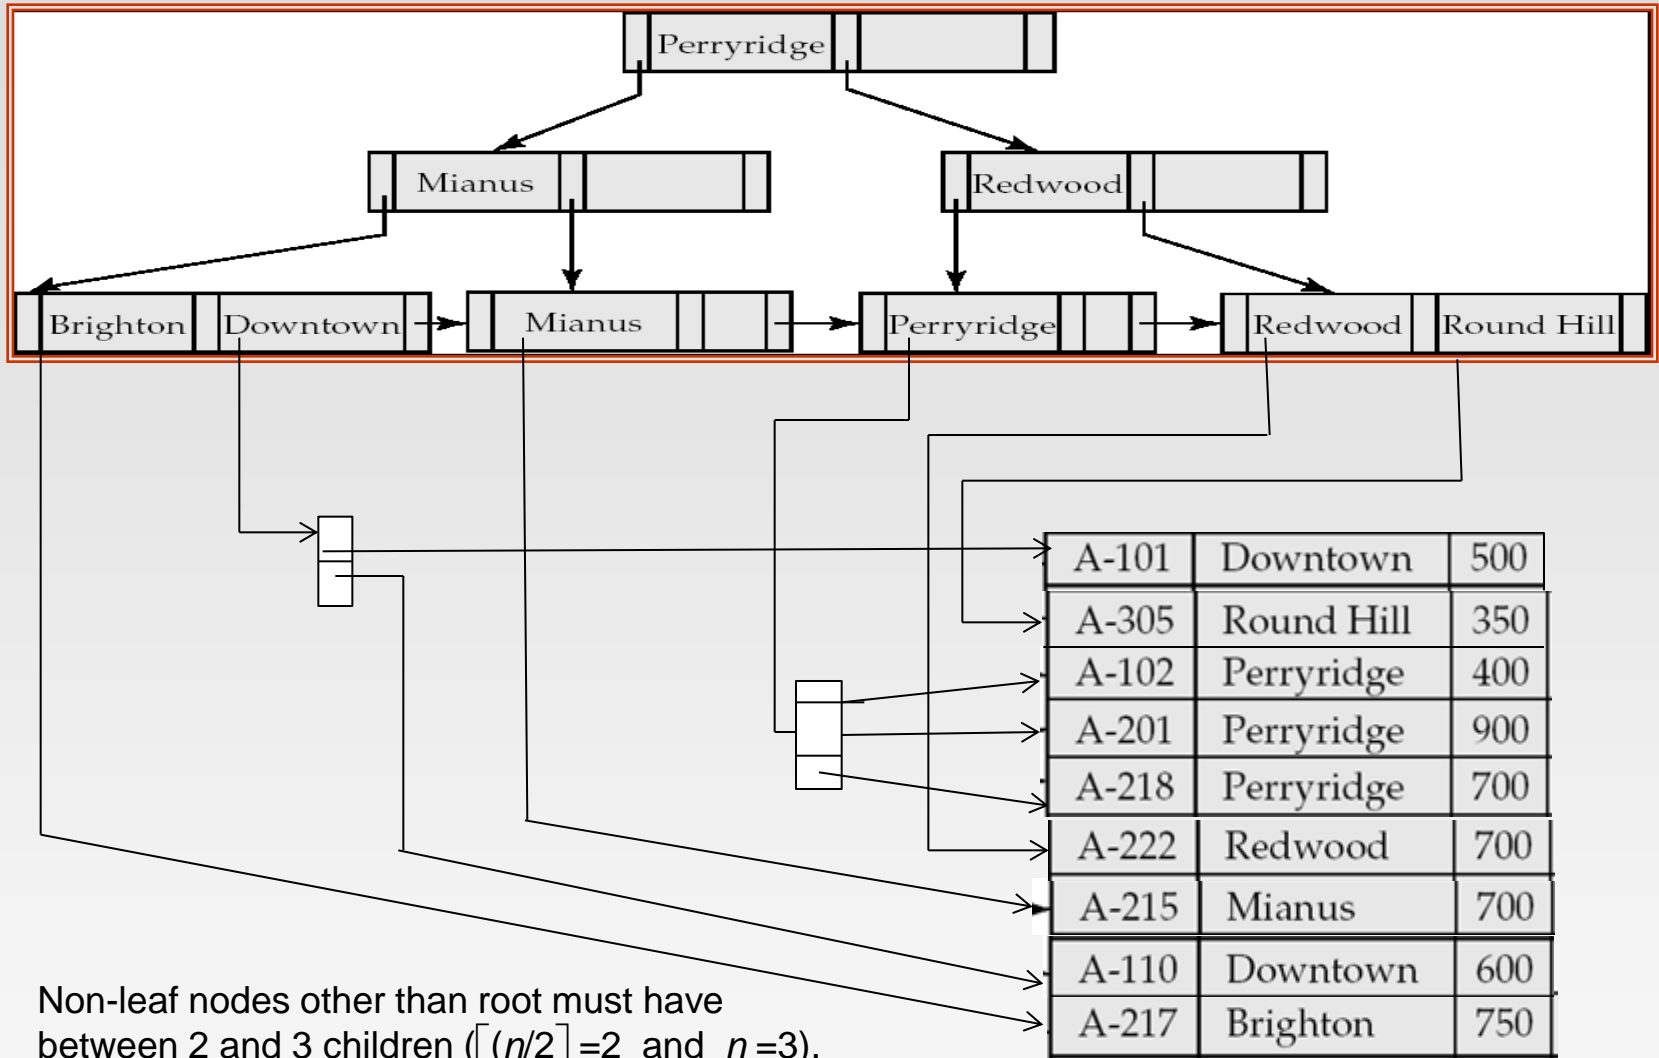 Perryridge
Mianus
Redwood
Brighton Downtown Mianus Perryridge Redwood Round Hill
A-101 Downtown 500
A-305 Round Hill 350
A-102 Perryridge 400
A-201 Perryridge 900
A-218 Perryridge 700
A-222 Redwood 700
A-215 Mianus 700
A-110 Downtown 600
A-217 Brighton 750
Non-leaf nodes other than root must have
between 2 and 3 children (⌈(n/2⌉ =2 and n =3).